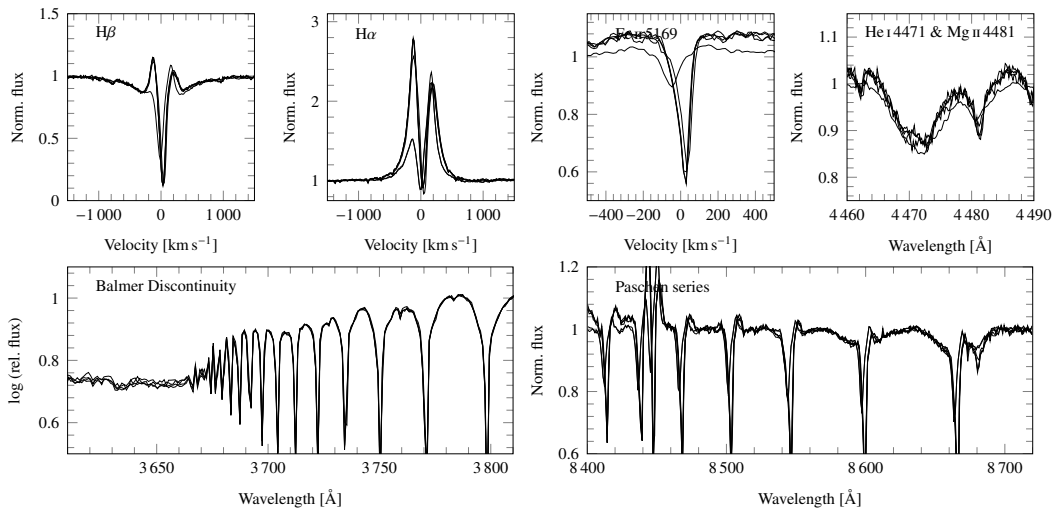 Hβ
1.5
1
0.5
0
Norm. flux
−1 000 0 1 000
Velocity [km s⁻¹]
Hα
3
2
1
Norm. flux
−1 000 0 1 000
Velocity [km s⁻¹]
Fe II 5169
1
0.8
0.6
Norm. flux
−400 −200 0 200 400
Velocity [km s⁻¹]
He I 4471 & Mg II 4481
1.1
1
0.9
0.8
Norm. flux
4 460 4 470 4 480 4 490
Wavelength [Å]
Balmer Discontinuity
1
0.8
0.6
log (rel. flux)
3 650 3 700 3 750 3 800
Wavelength [Å]
Paschen series
1.2
1
0.8
0.6
Norm. flux
8 400 8 500 8 600 8 700
Wavelength [Å]